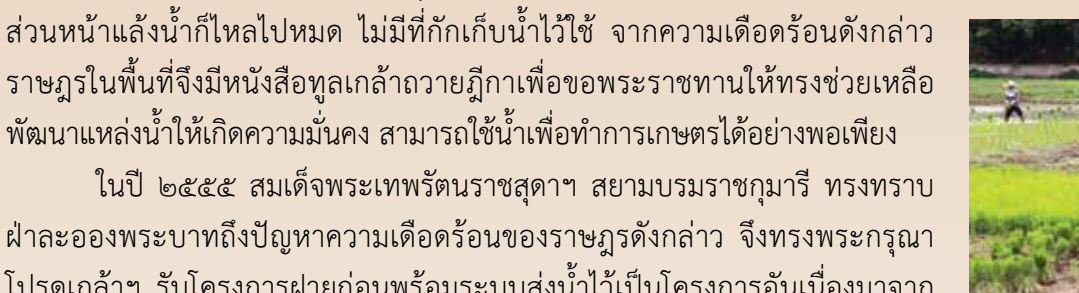 ส่วนหน้าแล้งน้ำก็ไหลไปหมด ไม่มีที่กักเก็บน้ำไว้ใช้ จากความเดือดร้อนดังกล่าว
ราษฎรในพื้นที่จึงมีหนังสือทูลเกล้าถวายฎีกาเพื่อขอพระราชทานให้ทรงช่วยเหลือ
พัฒนาแหล่งน้ำให้เกิดความมั่นคง สามารถใช้น้ำเพื่อทำการเกษตรได้อย่างพอเพียง
ในปี ๒๕๕๕ สมเด็จพระเทพรัตนราชสุดาฯ สยามบรมราชกุมารี ทรงทราบ
ฝ่าละอองพระบาทถึงปัญหาความเดือดร้อนของราษฎรดังกล่าว จึงทรงพระกรุณา
โปรดเกล้าฯ รับโครงการฝายก่อนพร้อมระบบส่งน้ำไว้เป็นโครงการอันเนื่องมาจาก